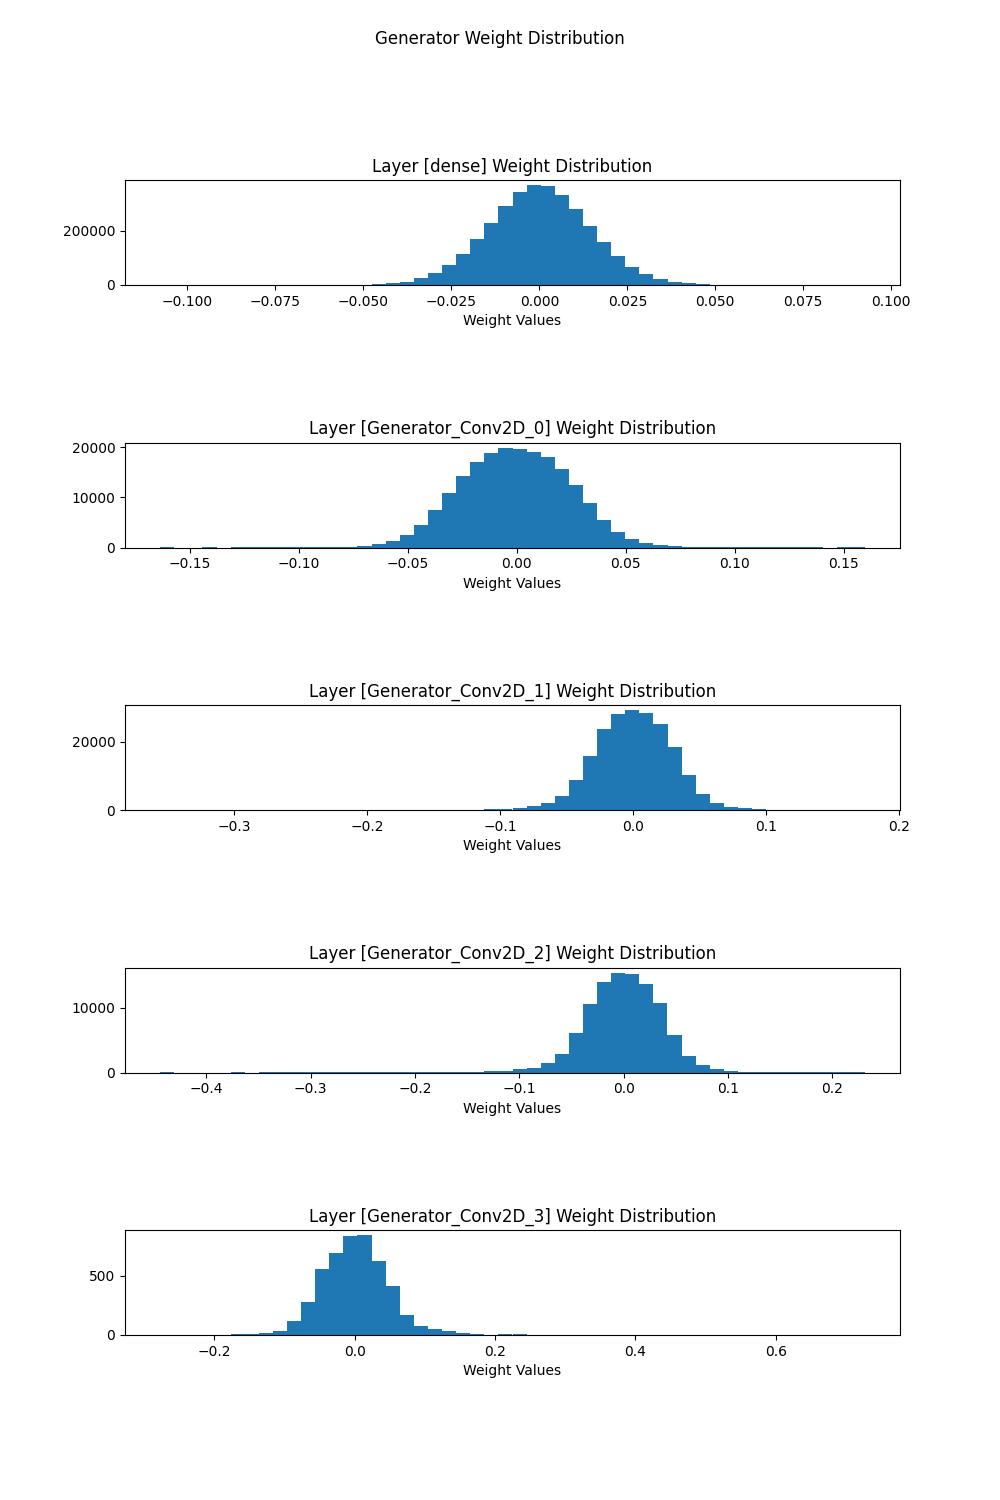 Generator Weight Distribution
Layer [dense] Weight Distribution
200000
0
−0.100 −0.075 −0.050 −0.025 0.000 0.025 0.050 0.075 0.100
Weight Values
Layer [Generator_Conv2D_0] Weight Distribution
20000
10000
0
−0.15 −0.10 −0.05 0.00 0.05 0.10 0.15
Weight Values
Layer [Generator_Conv2D_1] Weight Distribution
20000
0
−0.3 −0.2 −0.1 0.0 0.1 0.2
Weight Values
Layer [Generator_Conv2D_2] Weight Distribution
10000
0
−0.4 −0.3 −0.2 −0.1 0.0 0.1 0.2
Weight Values
Layer [Generator_Conv2D_3] Weight Distribution
500
0
−0.2 0.0 0.2 0.4 0.6
Weight Values